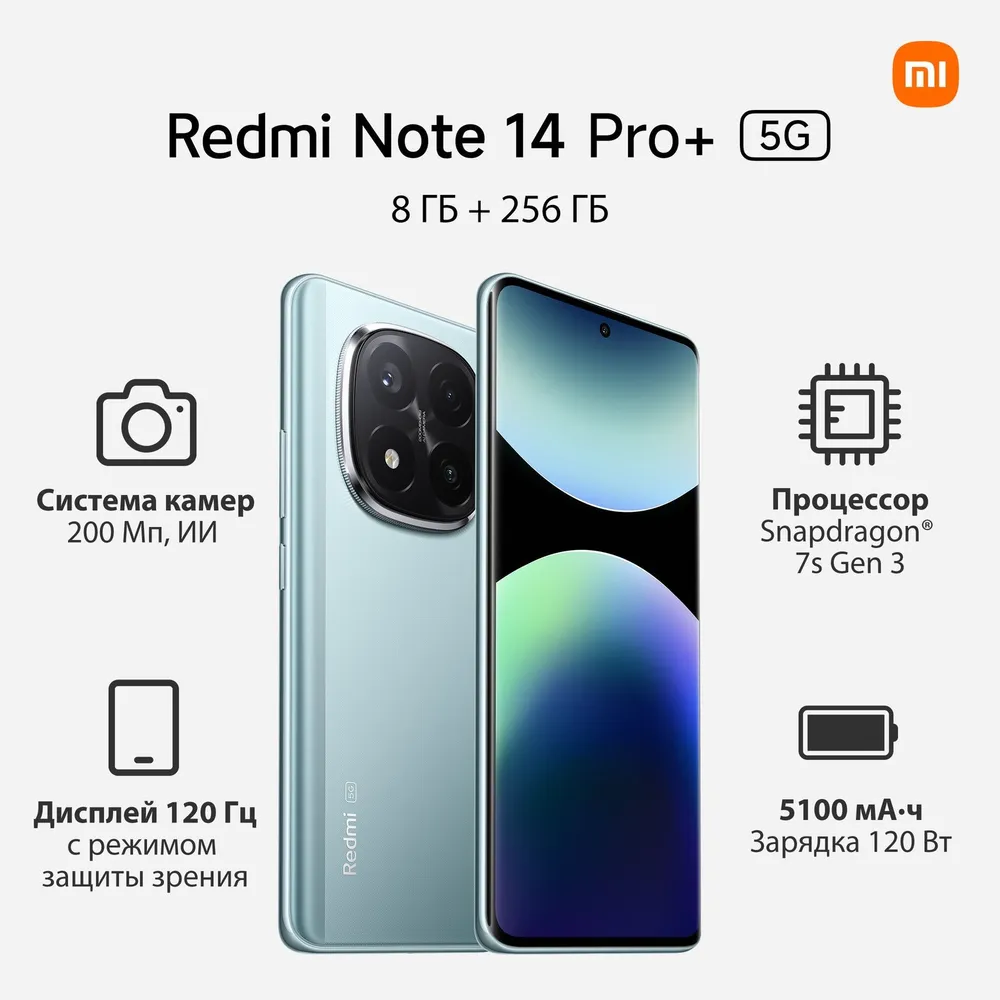 mi
Redmi Note 14 Pro+ 5G
8 ГБ + 256 ГБ
Система камер
200 Мп, ИИ
Процессор
Snapdragon®
7s Gen 3
Дисплей 120 Гц
с режимом
защиты зрения
5100 мА·ч
Зарядка 120 Вт
Redmi 5G